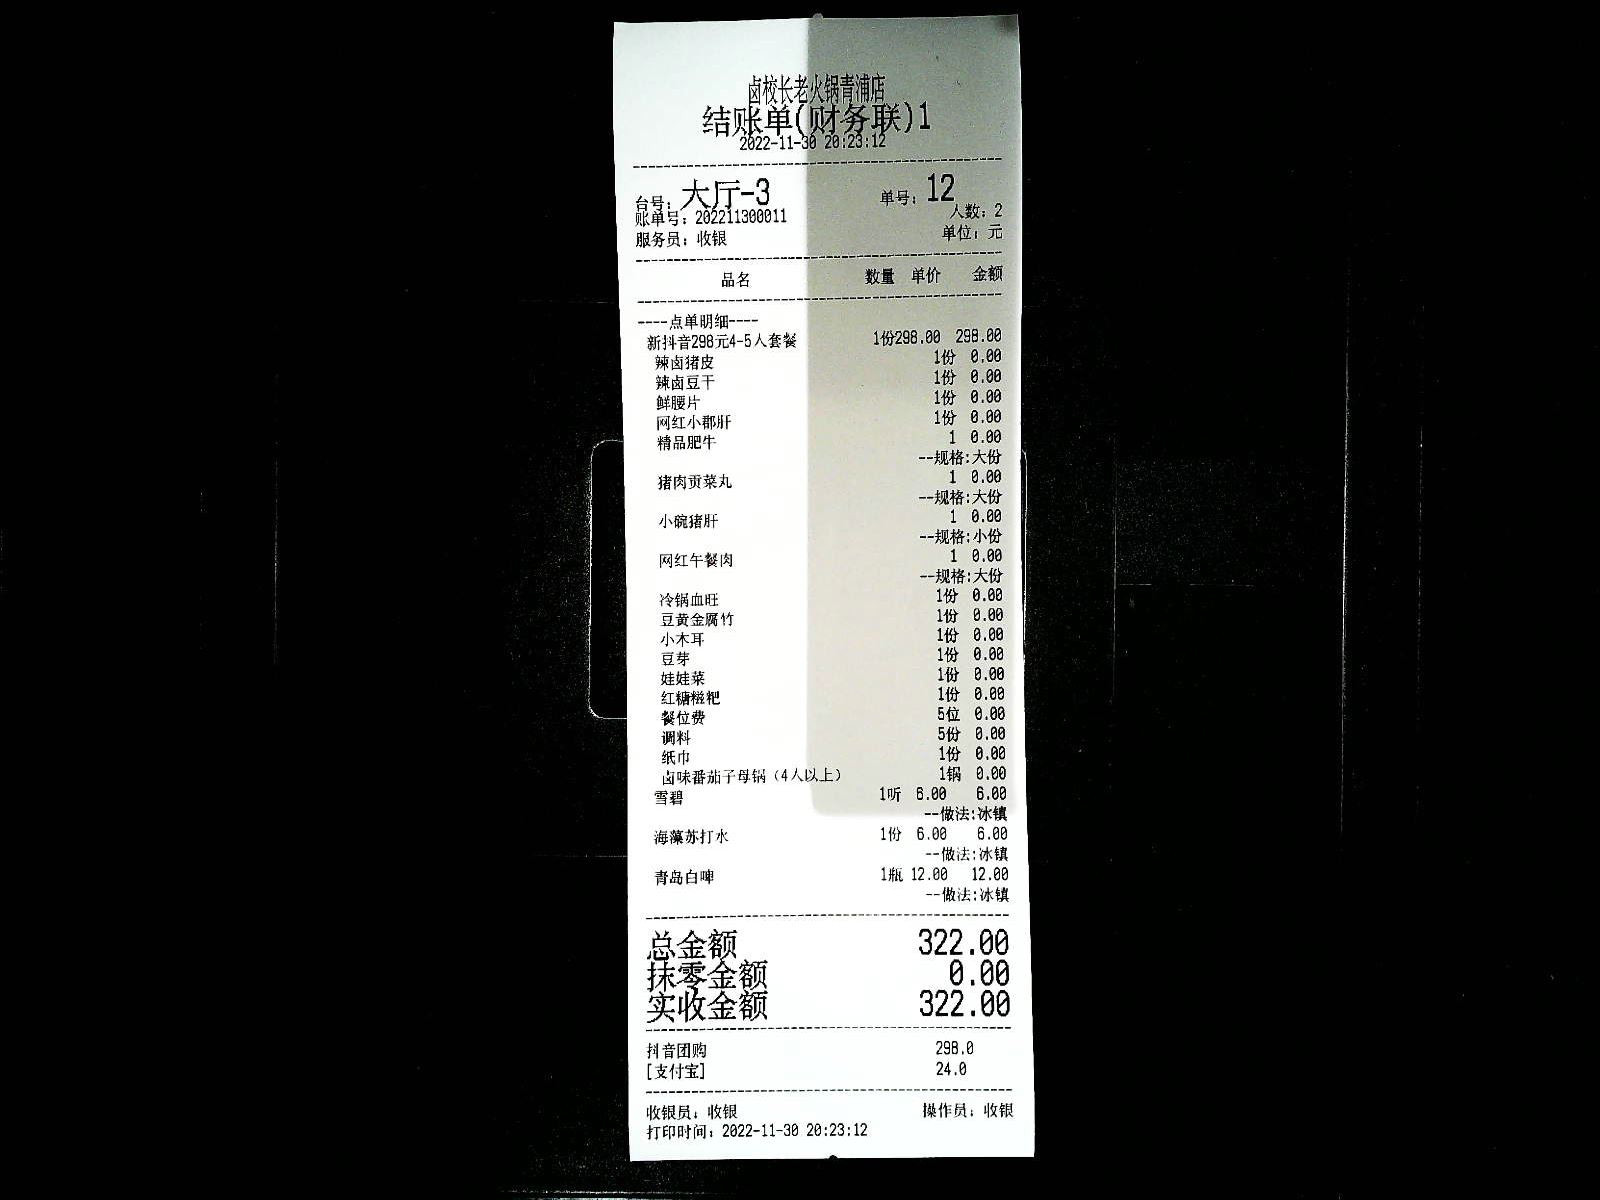 卤校长老火锅青浦店
结账单(财务联)1
2022-11-30 20:23:12
台号: 大厅-3 单号: 12
账单号: 202211300011 人数: 2
服务员: 收银 单位: 元
品名 数量 单价 金额
----点单明细----
新抖音298元4-5人套餐 1份298.00 298.00
辣卤猪皮 1份 0.00
辣卤豆干 1份 0.00
鲜腰片 1份 0.00
网红小郡肝 1份 0.00
精品肥牛 1 0.00
--规格:大份
猪肉贡菜丸 1 0.00
--规格:大份
小碗猪肝 1 0.00
--规格:小份
网红午餐肉 1 0.00
--规格:大份
冷锅血旺 1份 0.00
豆黄金腐竹 1份 0.00
小木耳 1份 0.00
豆芽 1份 0.00
娃娃菜 1份 0.00
红糖糍粑 1份 0.00
餐位费 5位 0.00
调料 5份 0.00
纸巾 1份 0.00
卤味番茄子母锅（4人以上） 1锅 0.00
雪碧 1听 6.00 6.00
--做法:冰镇
海藻苏打水 1份 6.00 6.00
--做法:冰镇
青岛白啤 1瓶 12.00 12.00
--做法:冰镇
总金额 322.00
抹零金额 0.00
实收金额 322.00
抖音团购 298.0
[支付宝] 24.0
收银员: 收银 操作员: 收银
打印时间: 2022-11-30 20:23:12